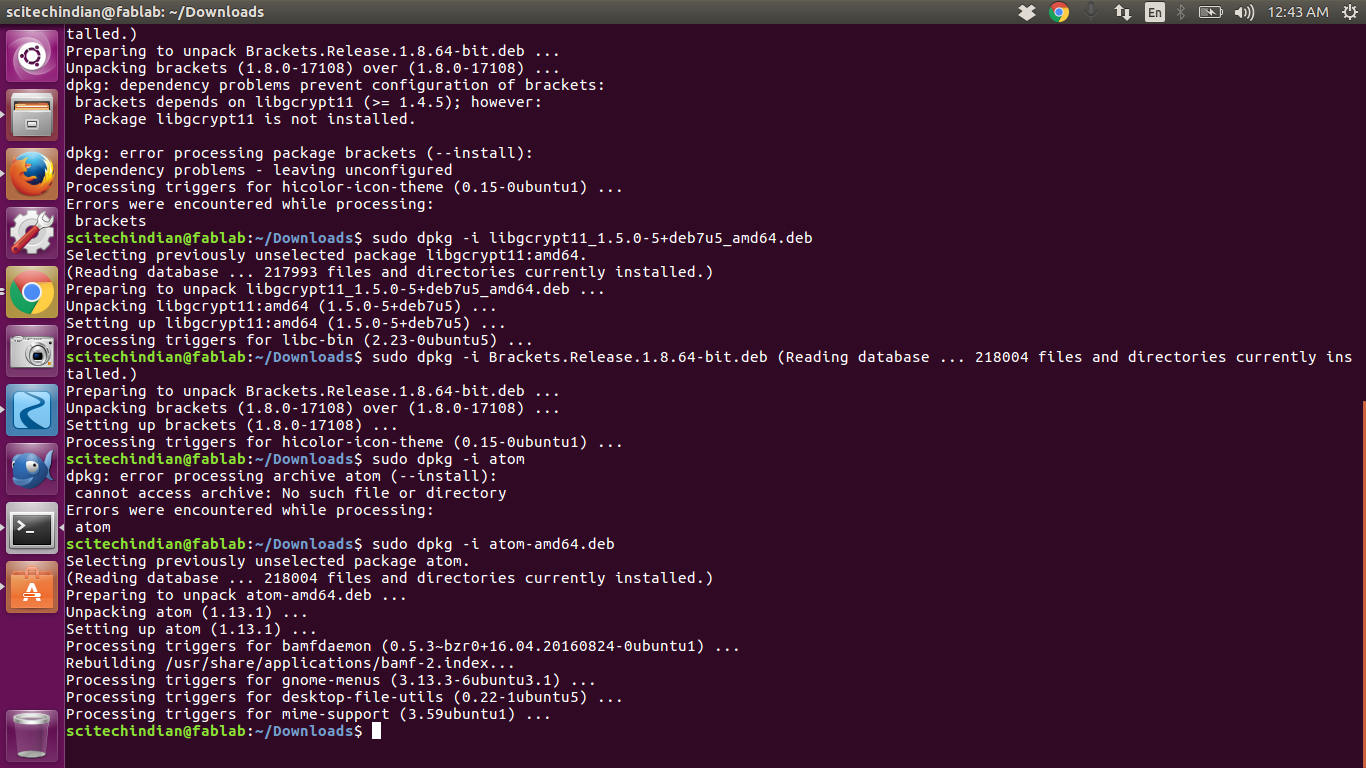 scitechindian@fablab: ~/Downloads
En
12:43 AM
talled.)
Preparing to unpack Brackets.Release.1.8.64-bit.deb ...
Unpacking brackets (1.8.0-17108) over (1.8.0-17108) ...
dpkg: dependency problems prevent configuration of brackets:
 brackets depends on libgcrypt11 (>= 1.4.5); however:
  Package libgcrypt11 is not installed.

dpkg: error processing package brackets (--install):
 dependency problems - leaving unconfigured
Processing triggers for hicolor-icon-theme (0.15-0ubuntu1) ...
Errors were encountered while processing:
 brackets
scitechindian@fablab:~/Downloads$ sudo dpkg -i libgcrypt11_1.5.0-5+deb7u5_amd64.deb
Selecting previously unselected package libgcrypt11:amd64.
(Reading database ... 217993 files and directories currently installed.)
Preparing to unpack libgcrypt11_1.5.0-5+deb7u5_amd64.deb ...
Unpacking libgcrypt11:amd64 (1.5.0-5+deb7u5) ...
Setting up libgcrypt11:amd64 (1.5.0-5+deb7u5) ...
Processing triggers for libc-bin (2.23-0ubuntu5) ...
scitechindian@fablab:~/Downloads$ sudo dpkg -i Brackets.Release.1.8.64-bit.deb (Reading database ... 218004 files and directories currently ins
talled.)
Preparing to unpack Brackets.Release.1.8.64-bit.deb ...
Unpacking brackets (1.8.0-17108) over (1.8.0-17108) ...
Setting up brackets (1.8.0-17108) ...
Processing triggers for hicolor-icon-theme (0.15-0ubuntu1) ...
scitechindian@fablab:~/Downloads$ sudo dpkg -i atom
dpkg: error processing archive atom (--install):
 cannot access archive: No such file or directory
Errors were encountered while processing:
 atom
scitechindian@fablab:~/Downloads$ sudo dpkg -i atom-amd64.deb
Selecting previously unselected package atom.
(Reading database ... 218004 files and directories currently installed.)
Preparing to unpack atom-amd64.deb ...
Unpacking atom (1.13.1) ...
Setting up atom (1.13.1) ...
Processing triggers for bamfdaemon (0.5.3~bzr0+16.04.20160824-0ubuntu1) ...
Rebuilding /usr/share/applications/bamf-2.index...
Processing triggers for gnome-menus (3.13.3-6ubuntu3.1) ...
Processing triggers for desktop-file-utils (0.22-1ubuntu5) ...
Processing triggers for mime-support (3.59ubuntu1) ...
scitechindian@fablab:~/Downloads$